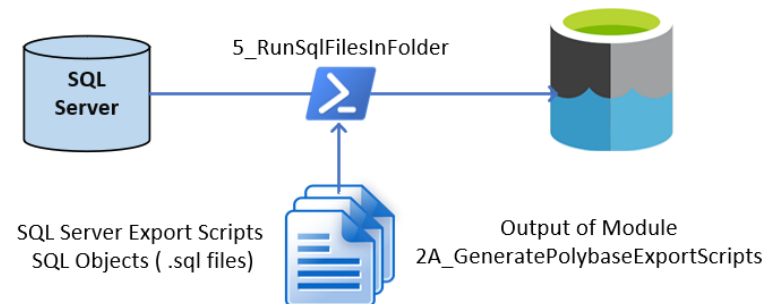 5_RunSqlFilesInFolder
SQL
Server
SQL Server Export Scripts
SQL Objects ( .sql files)
Output of Module
2A_GeneratePolybaseExportScripts